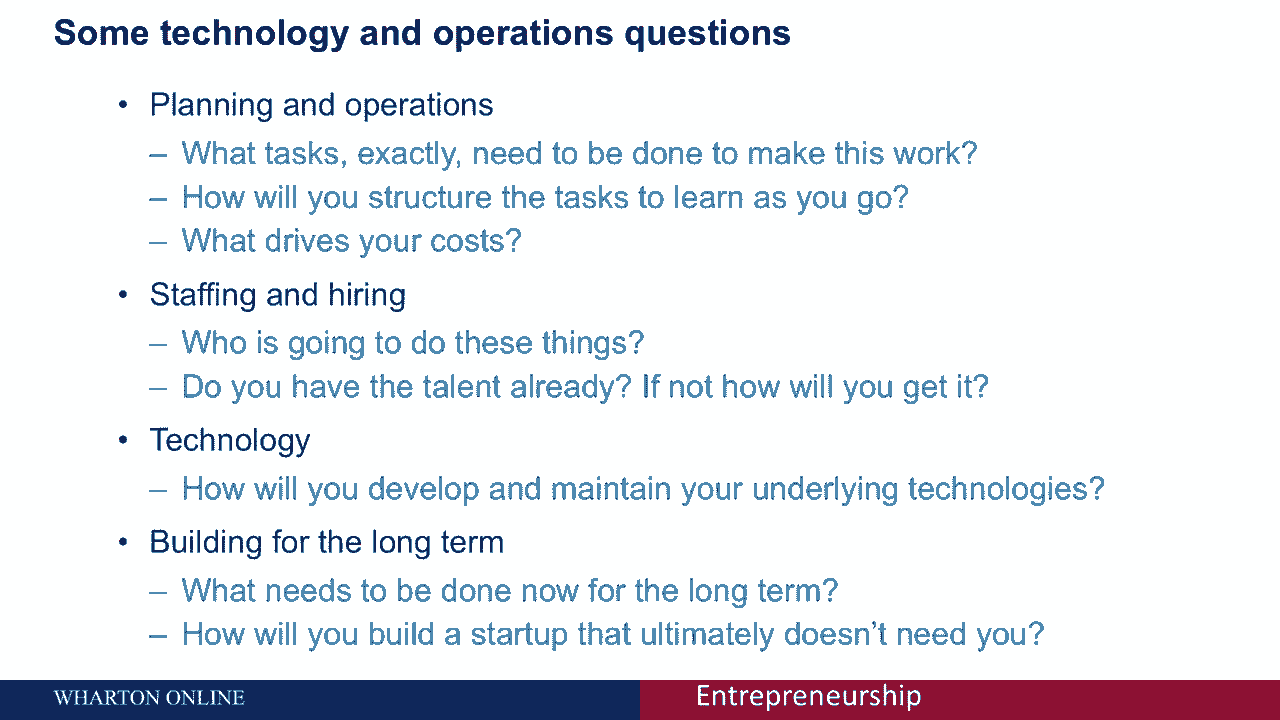 Some technology and operations questions
• Planning and operations
– What tasks, exactly, need to be done to make this work?
– How will you structure the tasks to learn as you go?
– What drives your costs?
• Staffing and hiring
– Who is going to do these things?
– Do you have the talent already? If not how will you get it?
• Technology
– How will you develop and maintain your underlying technologies?
• Building for the long term
– What needs to be done now for the long term?
– How will you build a startup that ultimately doesn’t need you?
WHARTON ONLINE
Entrepreneurship